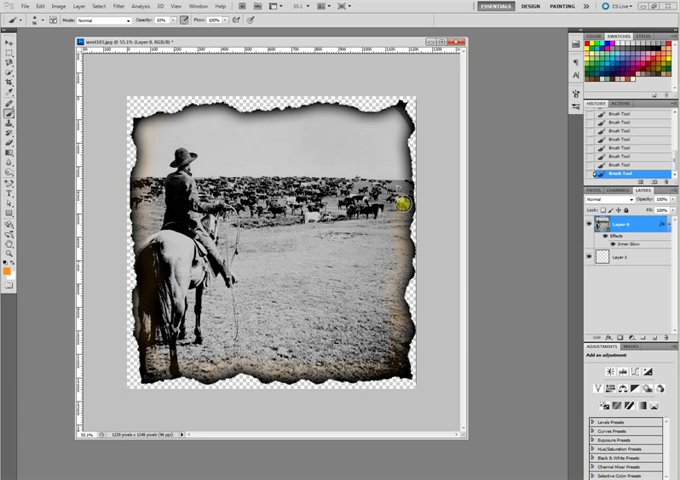 Ps File Edit Image Layer Select Filter Analysis 3D View Window Help
ESSENTIALS DESIGN PAINTING CS Live
Mode: Normal Opacity: 10% Flow: 100%
west101.jpg @ 55.1% (Layer 0, RGB/8) *
COLOR SWATCHES STYLES
HISTORY ACTIONS
Brush Tool
Brush Tool
Brush Tool
Brush Tool
Brush Tool
Brush Tool
Brush Tool
Brush Tool
PATHS CHANNELS LAYERS
Normal Opacity: 100%
Lock: Fill: 100%
Layer 0 fx
Effects
Inner Glow
Layer 1
ADJUSTMENTS MASKS
Add an adjustment
Levels Presets
Curves Presets
Exposure Presets
Hue/Saturation Presets
Black & White Presets
Channel Mixer Presets
Selective Color Presets
55.1% 1229 pixels x 1248 pixels (96 ppi)